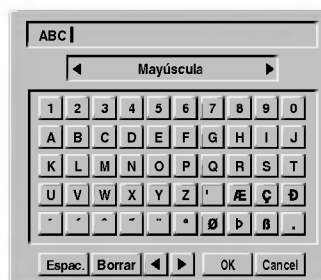 ABC
◀ Mayúscula ▶
1 2 3 4 5 6 7 8 9 0
A B C D E F G H I J
K L M N O P Q R S T
U V W X Y Z ' Æ Ç Ð
Ø Þ ß .
Espac. Borrar ◀ ▶ OK Cancel